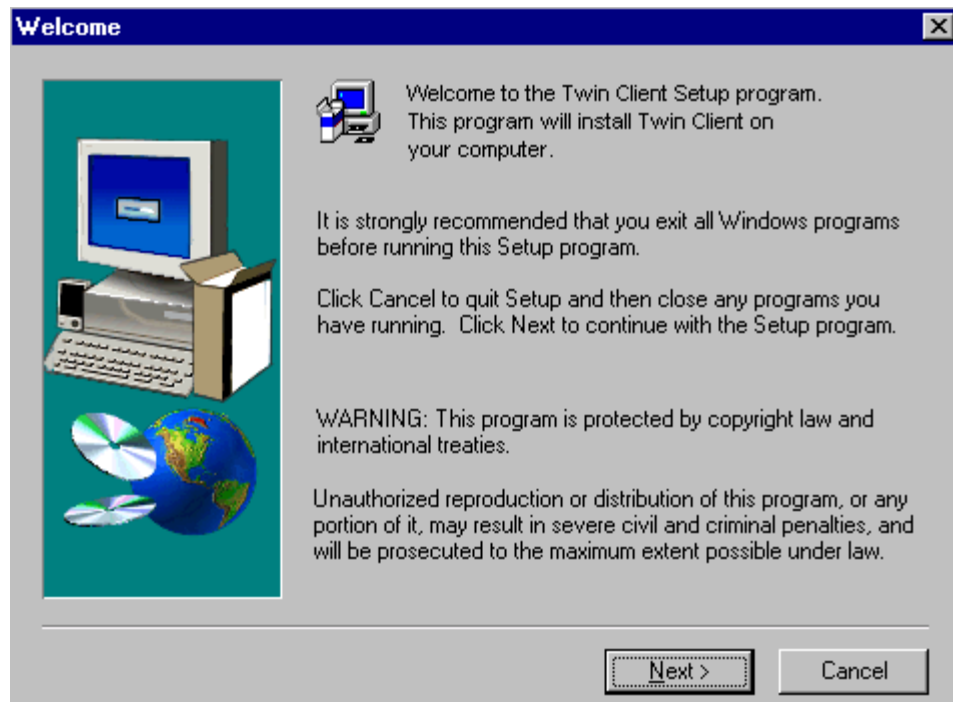 Welcome
Welcome to the Twin Client Setup program.
This program will install Twin Client on
your computer.
It is strongly recommended that you exit all Windows programs
before running this Setup program.
Click Cancel to quit Setup and then close any programs you
have running.  Click Next to continue with the Setup program.
WARNING: This program is protected by copyright law and
international treaties.
Unauthorized reproduction or distribution of this program, or any
portion of it, may result in severe civil and criminal penalties, and
will be prosecuted to the maximum extent possible under law.
Next >
Cancel